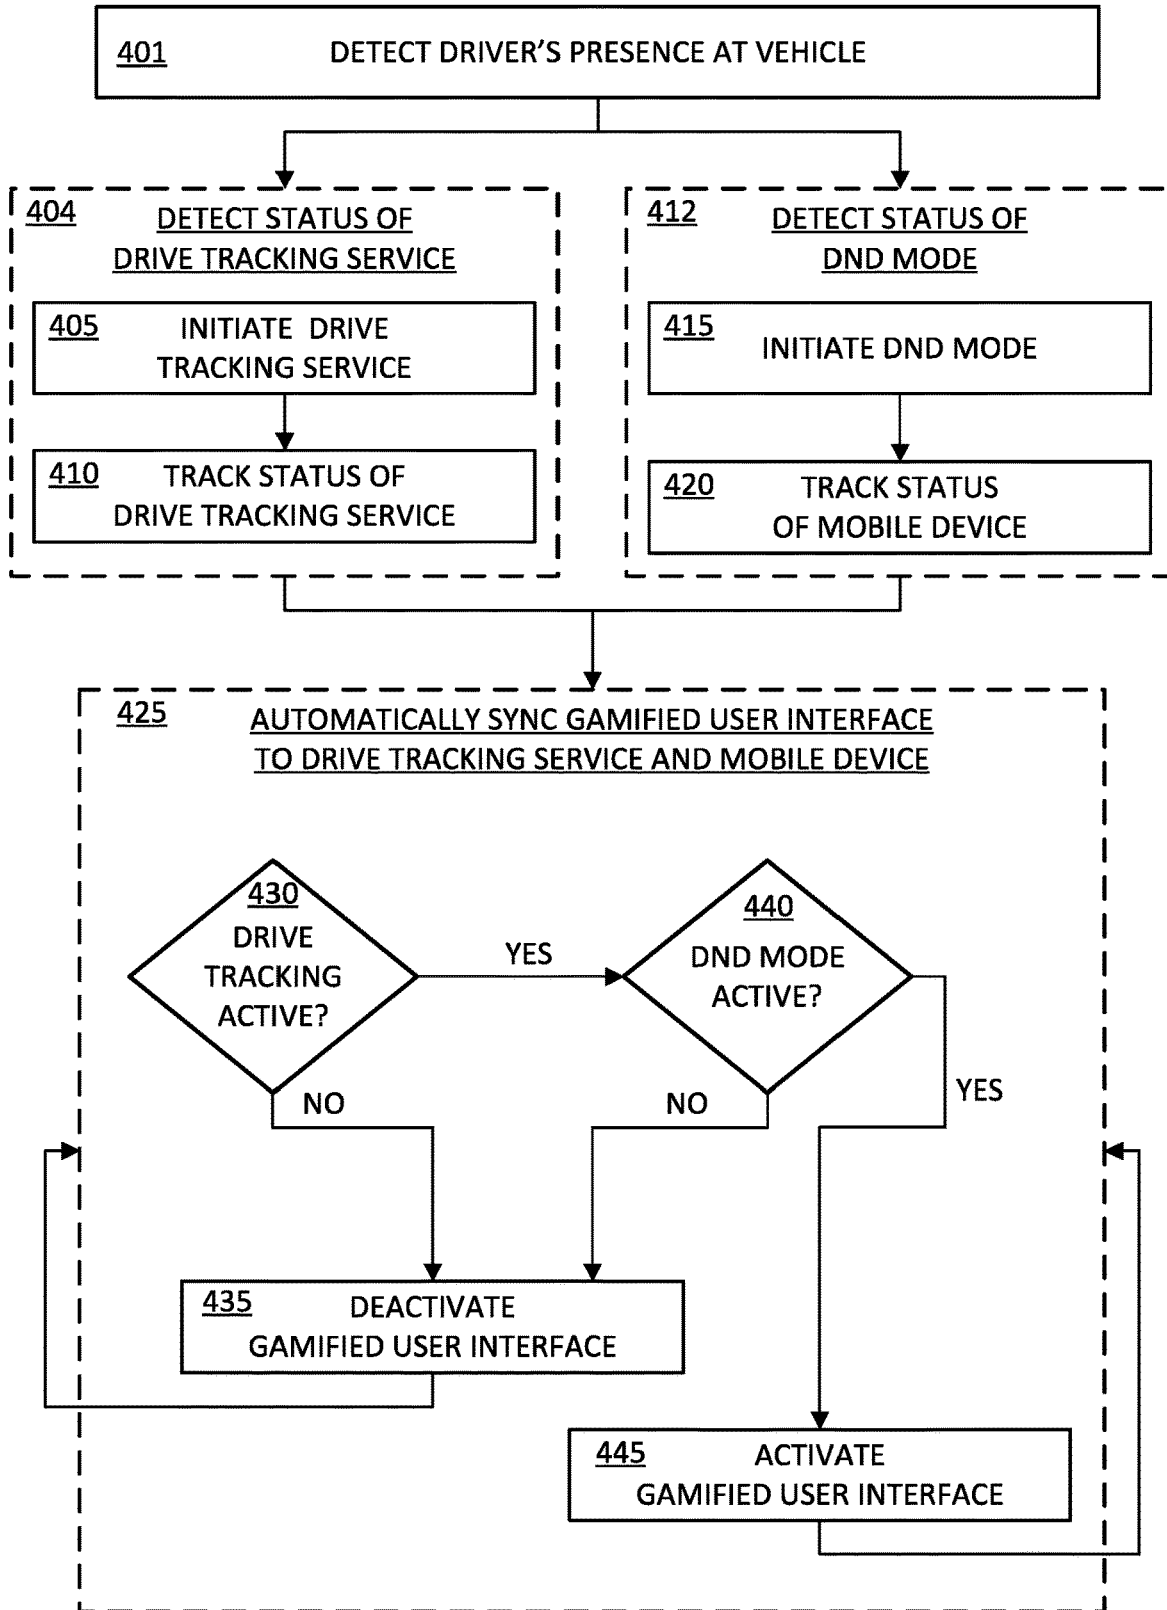 401 DETECT DRIVER'S PRESENCE AT VEHICLE
404 DETECT STATUS OF
DRIVE TRACKING SERVICE
405 INITIATE DRIVE
TRACKING SERVICE
410 TRACK STATUS OF
DRIVE TRACKING SERVICE
412 DETECT STATUS OF
DND MODE
415 INITIATE DND MODE
420 TRACK STATUS
OF MOBILE DEVICE
425 AUTOMATICALLY SYNC GAMIFIED USER INTERFACE
TO DRIVE TRACKING SERVICE AND MOBILE DEVICE
430
DRIVE
TRACKING
ACTIVE?
YES
NO
440
DND MODE
ACTIVE?
NO
YES
435 DEACTIVATE
GAMIFIED USER INTERFACE
445 ACTIVATE
GAMIFIED USER INTERFACE